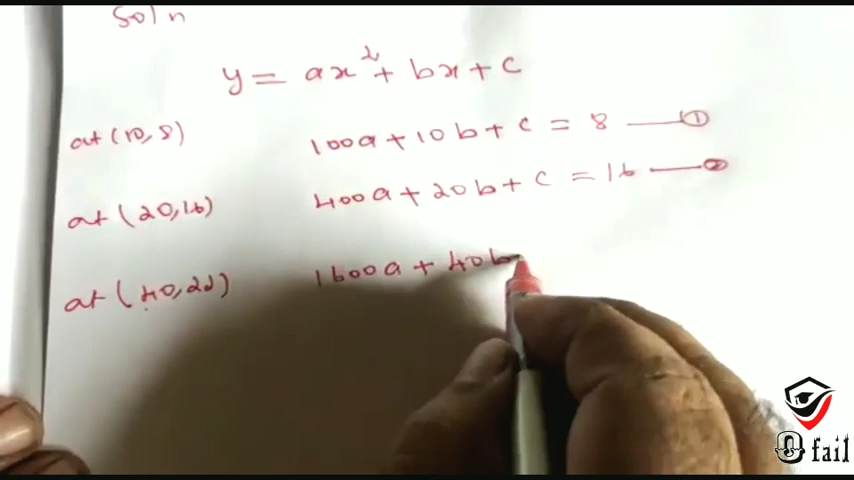 Soln
y = ax² + bx + c
at (10, 8) 100a + 10b + c = 8 —— ①
at (20, 16) 400a + 20b + c = 16 —— ②
at (40, 22) 1600a + 40b
0 fail